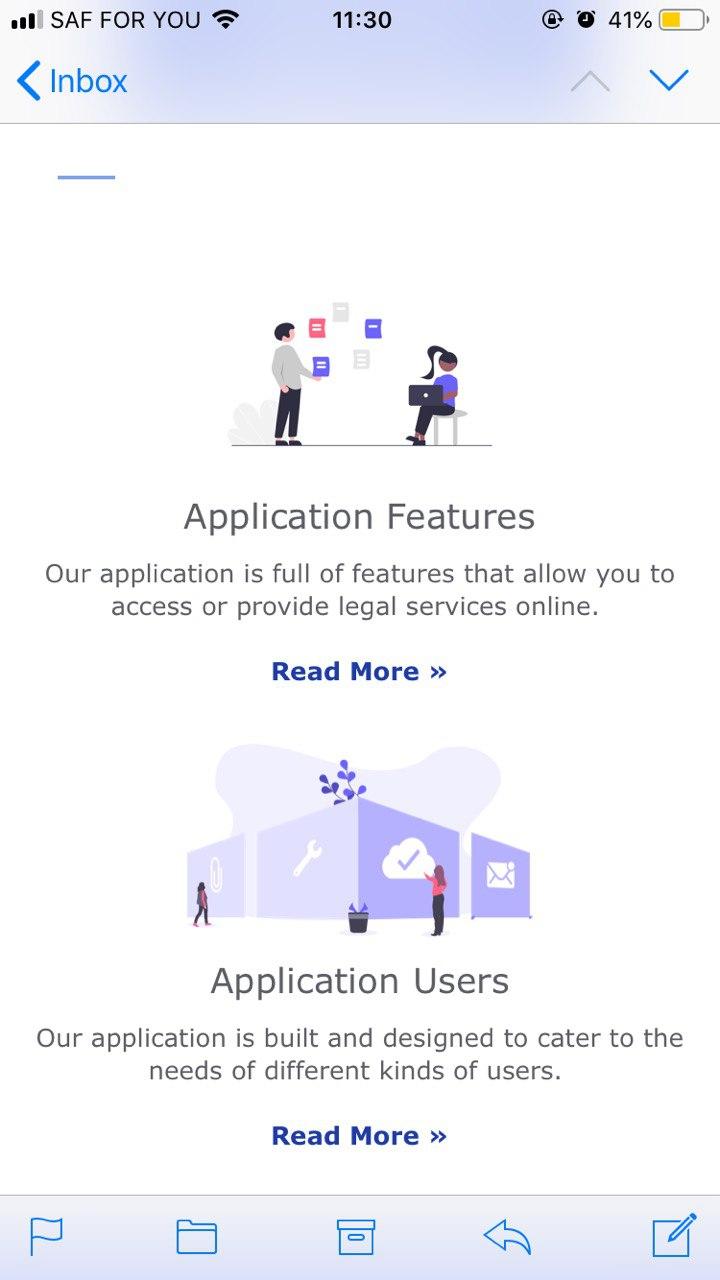 SAF FOR YOU 11:30 41%
Inbox
Application Features
Our application is full of features that allow you to
access or provide legal services online.
Read More »
Application Users
Our application is built and designed to cater to the
needs of different kinds of users.
Read More »